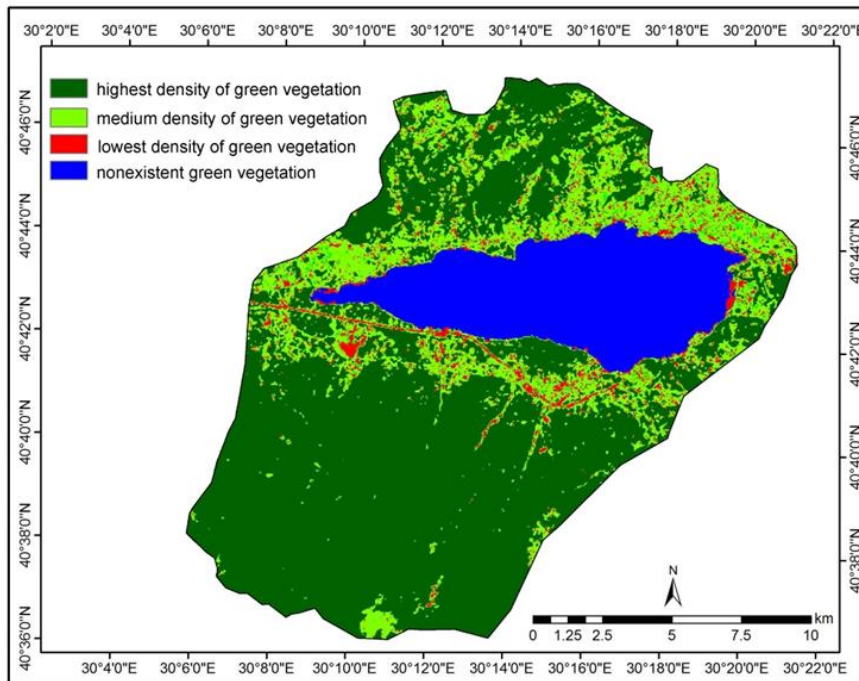 30°2'0"E 30°4'0"E 30°6'0"E 30°8'0"E 30°10'0"E 30°12'0"E 30°14'0"E 30°16'0"E 30°18'0"E 30°20'0"E 30°22'0"E
highest density of green vegetation
medium density of green vegetation
lowest density of green vegetation
nonexistent green vegetation
40°46'0"N
40°44'0"N
40°42'0"N
40°40'0"N
40°38'0"N
40°36'0"N
40°46'0"N
40°44'0"N
40°42'0"N
40°40'0"N
40°38'0"N
N
km
0 1.25 2.5 5 7.5 10
30°4'0"E 30°6'0"E 30°8'0"E 30°10'0"E 30°12'0"E 30°14'0"E 30°16'0"E 30°18'0"E 30°20'0"E 30°22'0"E